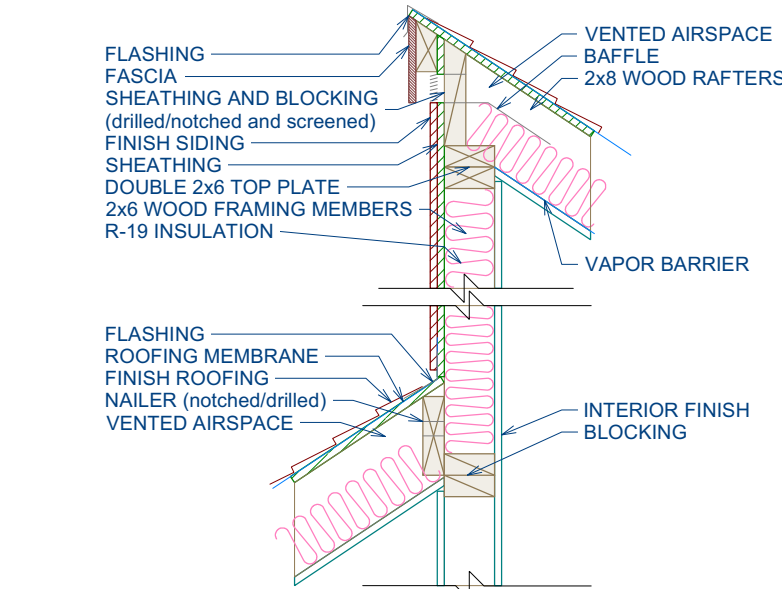 FLASHING
FASCIA
SHEATHING AND BLOCKING
(drilled/notched and screened)
FINISH SIDING
SHEATHING
DOUBLE 2x6 TOP PLATE
2x6 WOOD FRAMING MEMBERS
R-19 INSULATION
VENTED AIRSPACE
BAFFLE
2x8 WOOD RAFTERS
VAPOR BARRIER
FLASHING
ROOFING MEMBRANE
FINISH ROOFING
NAILER (notched/drilled)
VENTED AIRSPACE
INTERIOR FINISH
BLOCKING